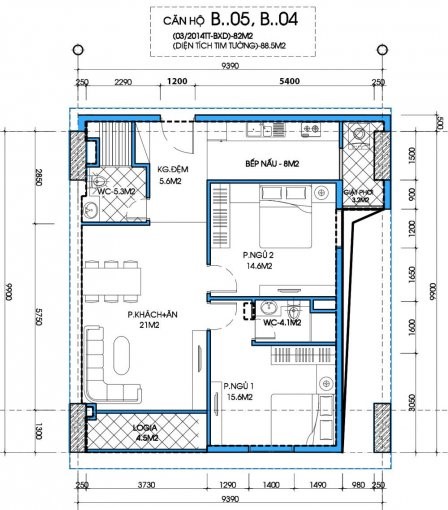 CĂN HỘ B..05, B..04
(03/2014TT-BXD)-82M2
(DIỆN TÍCH TIM TƯỜNG)-88.5M2
9390
250 2290 1200 5400 250
500
1500
2850
KG.ĐỆM
5.6M2
BẾP NẤU - 8M2
WC-5.3M2
GIẶT PHƠI
3.2M2
900
1200
P.NGỦ 2
14.6M2
1650
9900
9900
P.KHÁCH+ĂN
21M2
5750
WC-4.1M2
1600
P.NGỦ 1
15.6M2
3050
LOGIA
4.5M2
1300
250 3730 1290 1400 1490 980 250
9390